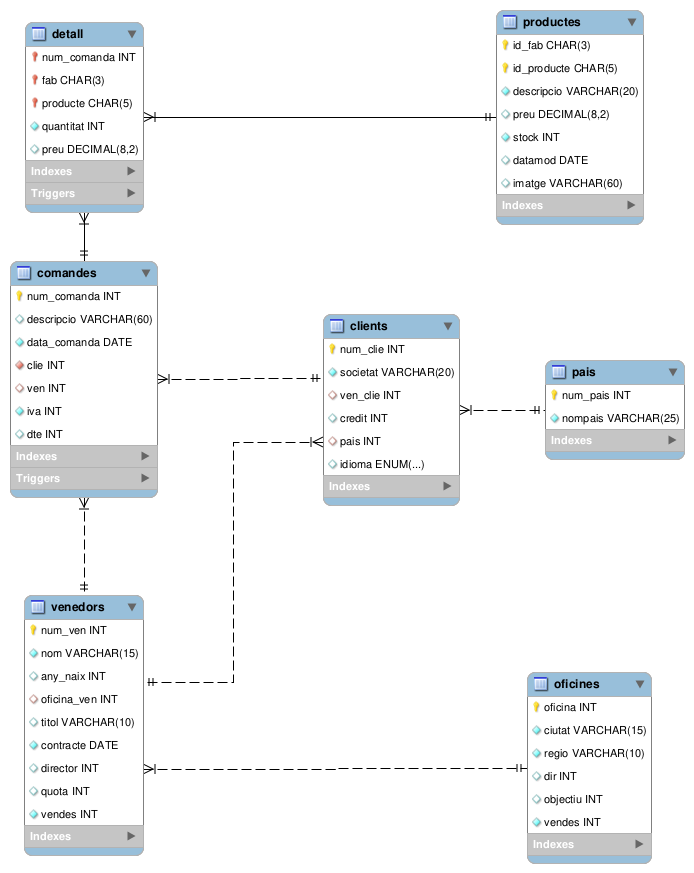 detall
num_comanda INT
fab CHAR(3)
producte CHAR(5)
quantitat INT
preu DECIMAL(8,2)
Indexes
Triggers
productes
id_fab CHAR(3)
id_producte CHAR(5)
descripcio VARCHAR(20)
preu DECIMAL(8,2)
stock INT
datamod DATE
imatge VARCHAR(60)
Indexes
comandes
num_comanda INT
descripcio VARCHAR(60)
data_comanda DATE
clie INT
ven INT
iva INT
dte INT
Indexes
Triggers
clients
num_clie INT
societat VARCHAR(20)
ven_clie INT
credit INT
pais INT
idioma ENUM(...)
Indexes
pais
num_pais INT
nompais VARCHAR(25)
Indexes
venedors
num_ven INT
nom VARCHAR(15)
any_naix INT
oficina_ven INT
titol VARCHAR(10)
contracte DATE
director INT
quota INT
vendes INT
Indexes
oficines
oficina INT
ciutat VARCHAR(15)
regio VARCHAR(10)
dir INT
objectiu INT
vendes INT
Indexes